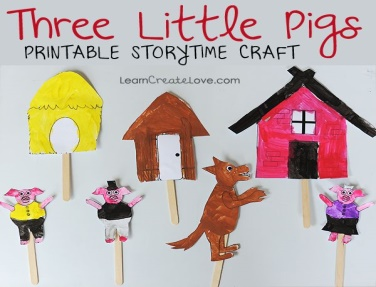 Three Little Pigs
PRINTABLE STORYTIME CRAFT
LearnCreateLove.com